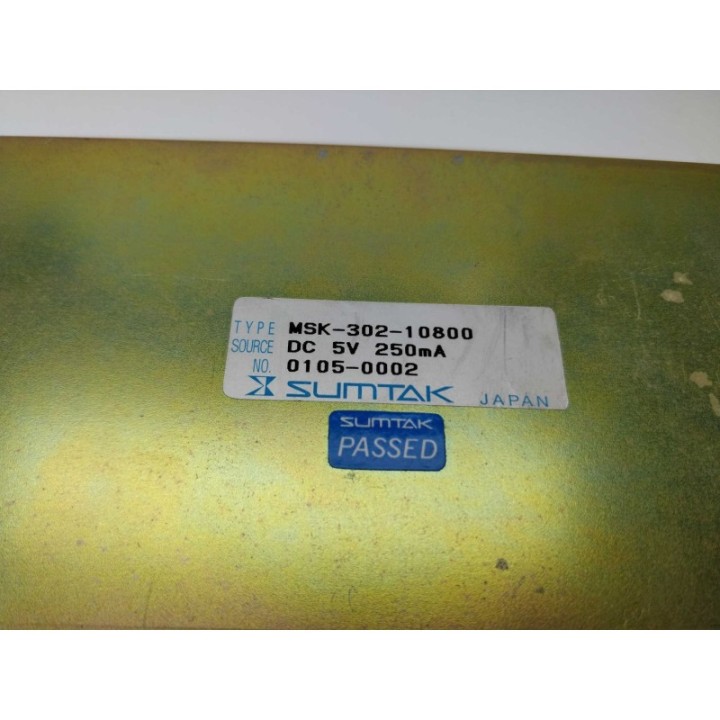 TYPE MSK-302-10800
SOURCE DC 5V 250mA
NO. 0105-0002
SUMTAK JAPAN
SUMTAK
PASSED